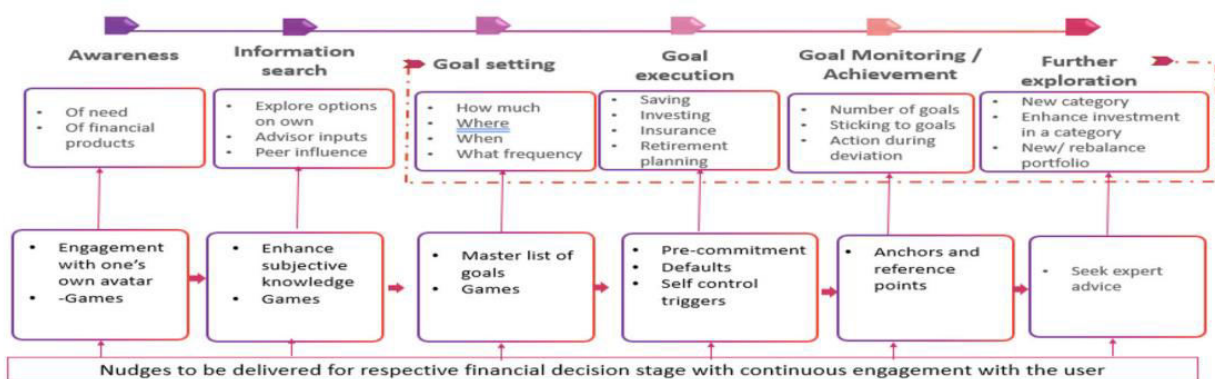 Awareness
Information
search
Goal setting
Goal
execution
Goal Monitoring /
Achievement
Further
exploration
• Of need
• Of financial
products
• Explore options
on own
• Advisor inputs
• Peer influence
• How much
• Where
• When
• What frequency
• Saving
• Investing
• Insurance
• Retirement
planning
• Number of goals
• Sticking to goals
• Action during
deviation
• New category
• Enhance investment
in a category
• New/ rebalance
portfolio
• Engagement
with one's
own avatar
• -Games
• Enhance
subjective
knowledge
• Games
• Master list of
goals
• Games
• Pre-commitment
• Defaults
• Self control
triggers
• Anchors and
reference
points
• Seek expert
advice
Nudges to be delivered for respective financial decision stage with continuous engagement with the user